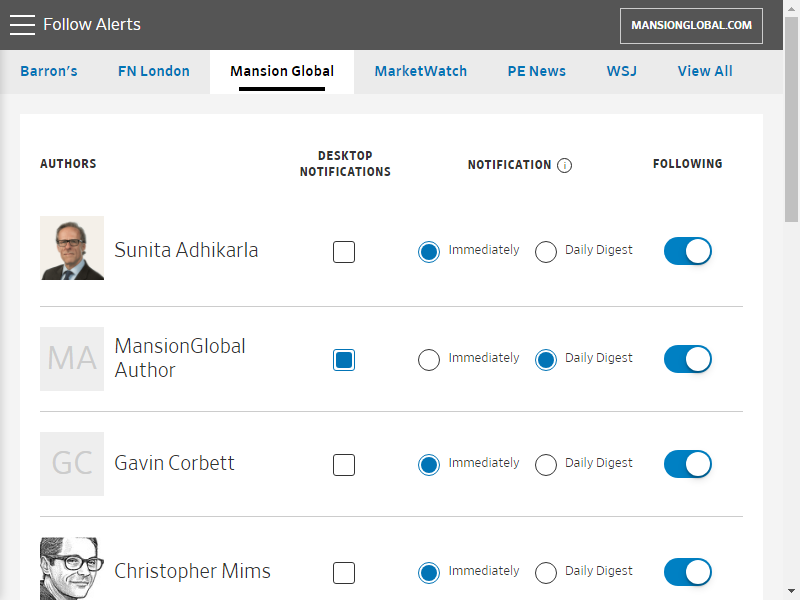 Follow Alerts
MANSIONGLOBAL.COM
Barron's FN London Mansion Global MarketWatch PE News WSJ View All
AUTHORS
DESKTOP
NOTIFICATIONS
NOTIFICATION i
FOLLOWING
Sunita Adhikarla
Immediately Daily Digest
MA
MansionGlobal
Author
Immediately Daily Digest
GC
Gavin Corbett
Immediately Daily Digest
Christopher Mims
Immediately Daily Digest